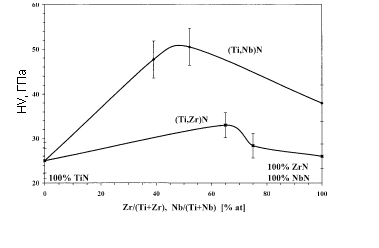 60
50
40
30
20
HV, ГПа
(Ti,Nb)N
(Ti,Zr)N
100% TiN
100% ZrN
100% NbN
0
20
40
60
80
100
Zr/(Ti+Zr), Nb/(Ti+Nb) [% at]